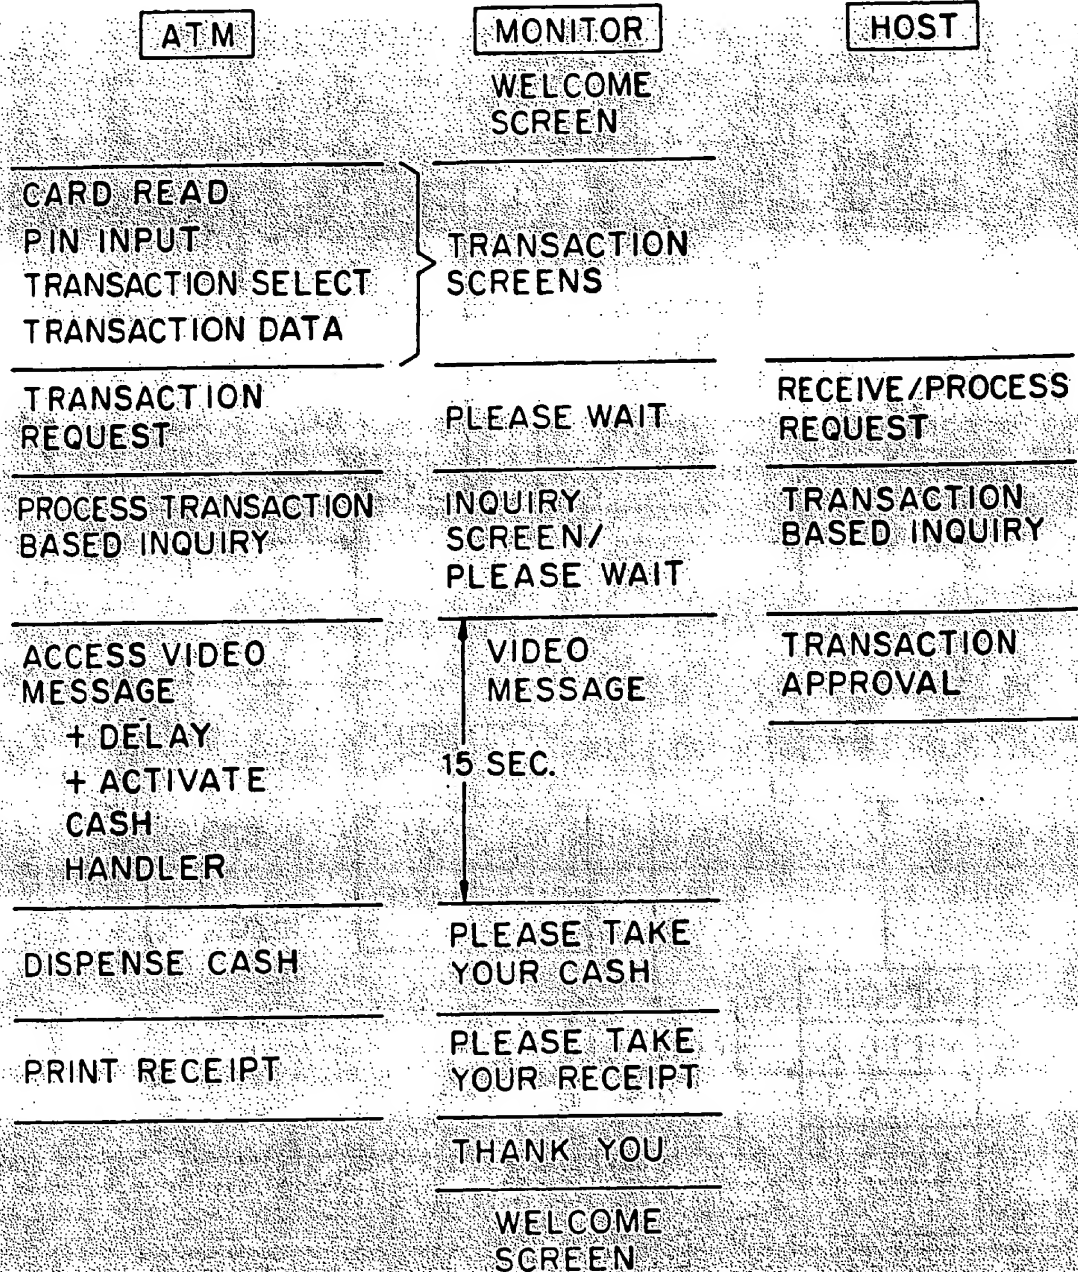 ATM
MONITOR
HOST
WELCOME
SCREEN
CARD READ
PIN INPUT
TRANSACTION SELECT
TRANSACTION DATA
TRANSACTION
SCREENS
TRANSACTION
REQUEST
PLEASE WAIT
RECEIVE/PROCESS
REQUEST
PROCESS TRANSACTION
BASED INQUIRY
INQUIRY
SCREEN/
PLEASE WAIT
TRANSACTION
BASED INQUIRY
ACCESS VIDEO
MESSAGE
+ DELAY
+ ACTIVATE
CASH
HANDLER
VIDEO
MESSAGE
15 SEC.
TRANSACTION
APPROVAL
DISPENSE CASH
PLEASE TAKE
YOUR CASH
PRINT RECEIPT
PLEASE TAKE
YOUR RECEIPT
THANK YOU
WELCOME
SCREEN